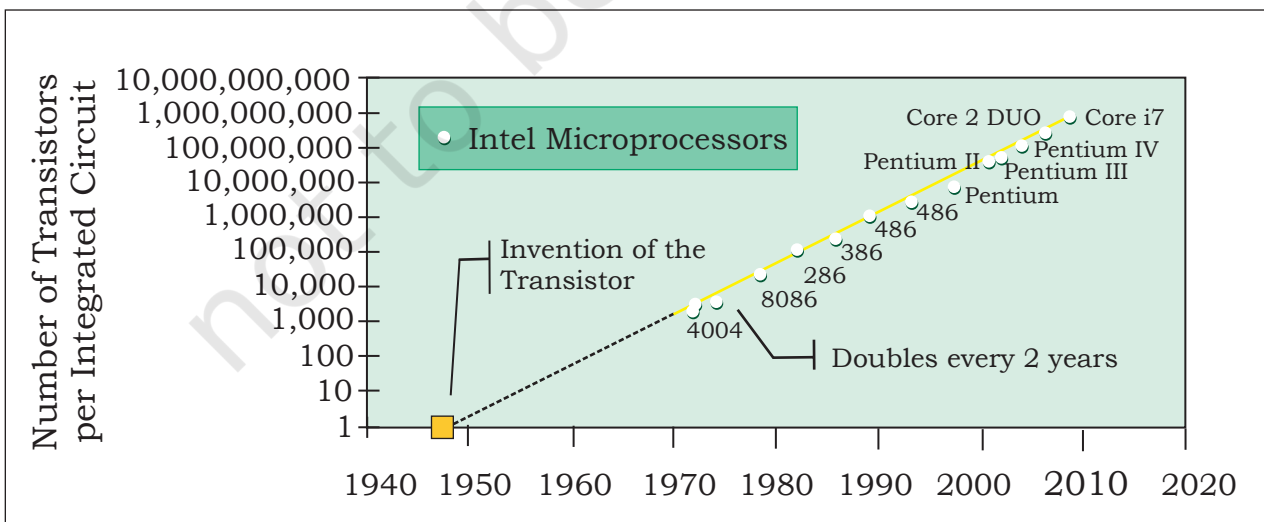 not to be
Number of Transistors
per Integrated Circuit
10,000,000,000
1,000,000,000
100,000,000
10,000,000
1,000,000
100,000
10,000
1,000
100
10
1
Intel Microprocessors
Invention of the
Transistor
4004
8086
286
386
486
486
Pentium
Pentium II
Pentium III
Pentium IV
Core 2 DUO
Core i7
Doubles every 2 years
1940
1950
1960
1970
1980
1990
2000
2010
2020